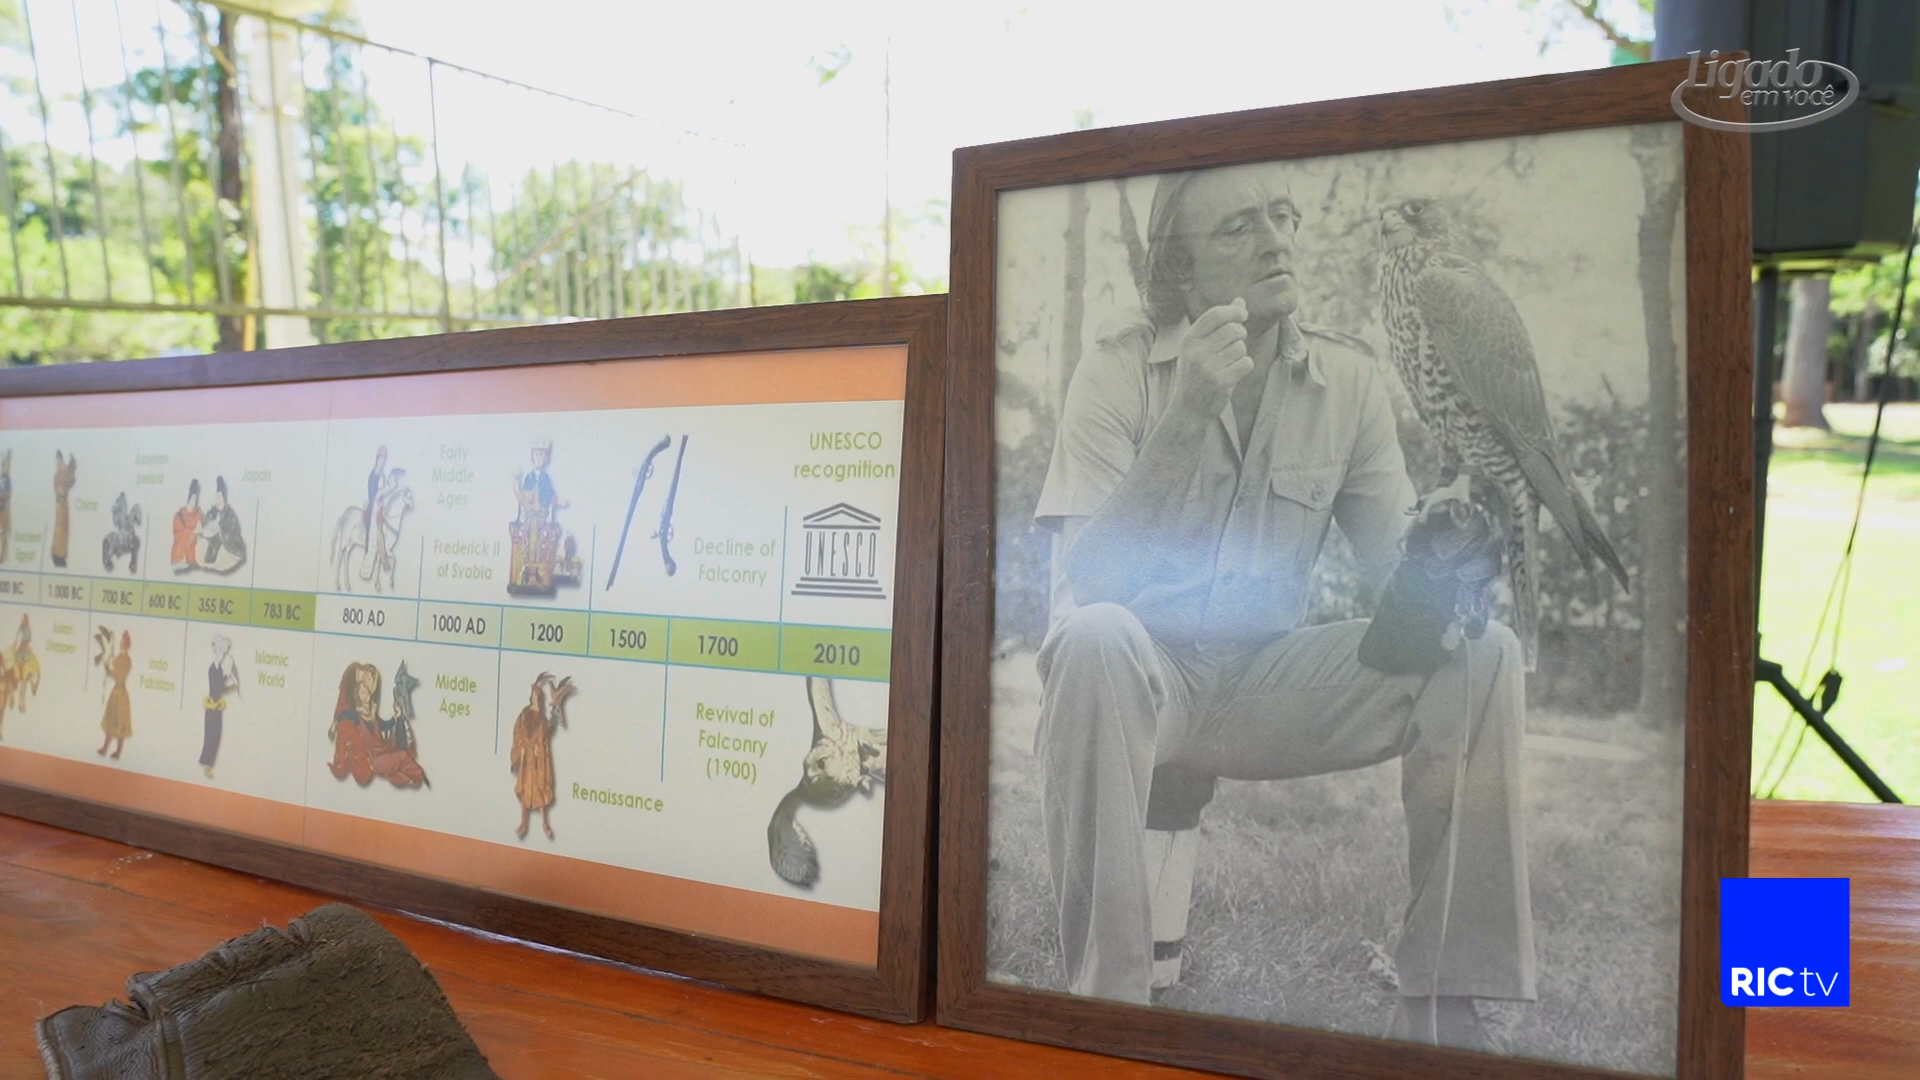 Ligado
em você
UNESCO
recognition
Early
Middle
Ages
Assyrian
period
Japan
China
Ancient
Egypt
Frederick II
of Svabia
Decline of
Falconry
UNESCO
1.000 BC
700 BC
600 BC
355 BC
783 BC
800 AD
1000 AD
1200
1500
1700
2010
Indo
Pakistan
Islamic
World
Middle
Ages
Renaissance
Revival of
Falconry
(1900)
RIC tv